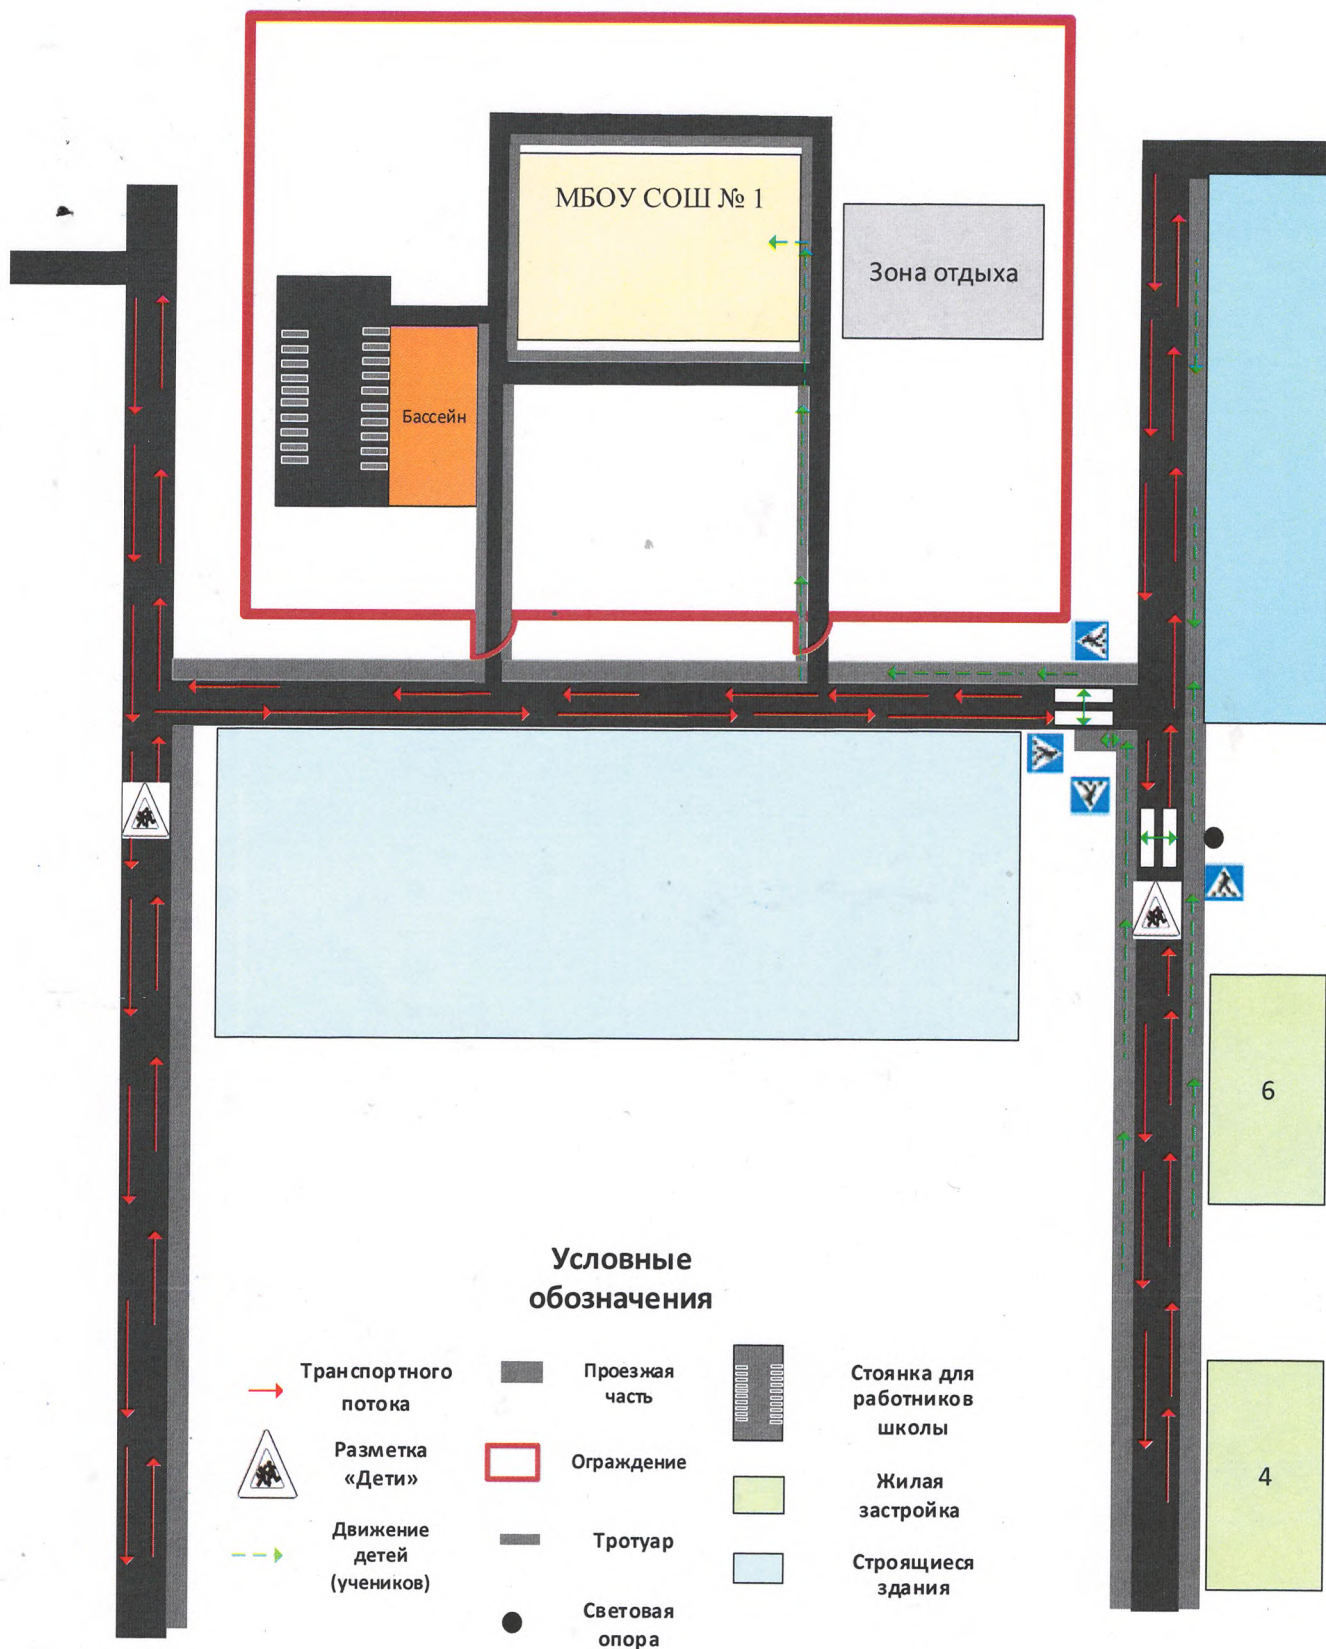 МБОУ СОШ № 1
Зона отдыха
Бассейн
6
4
Условные
обозначения
Транспортного
потока
Разметка
«Дети»
Движение
детей
(учеников)
Проезжая
часть
Ограждение
Тротуар
Световая
опора
Стоянка для
работников
школы
Жилая
застройка
Строящиеся
здания